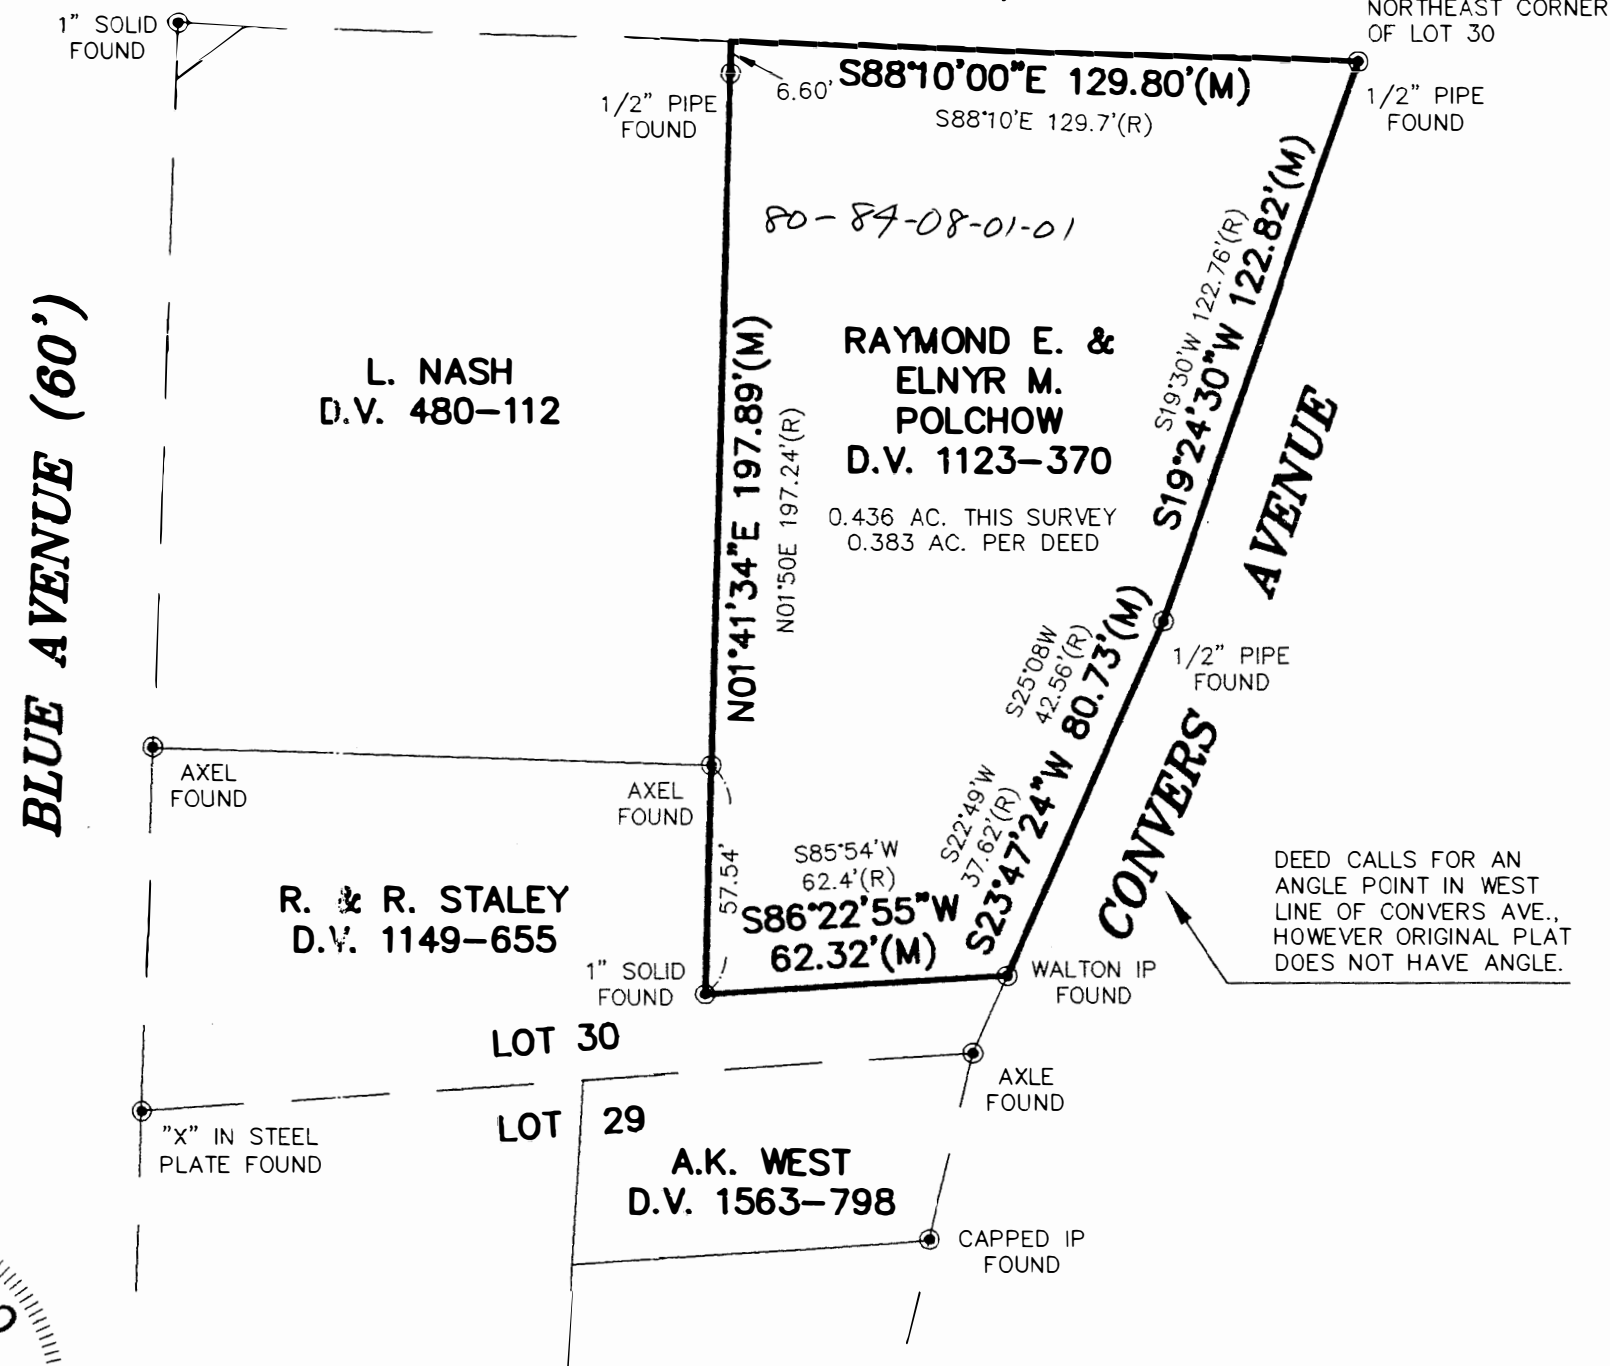 NORTHEAST CORNER
OF LOT 30
1" SOLID
FOUND
S88°10'00"E 129.80'(M)
S88°10'E 129.7'(R)
6.60'
1/2" PIPE
FOUND
1/2" PIPE
FOUND
80-84-08-01-01
S19°30'W 122.76'(R)
S19°24'30"W 122.82'(M)
BLUE AVENUE (60')
L. NASH
D.V. 480-112
N01°41'34"E 197.89'(M)
N01°50E 197.24'(R)
RAYMOND E. &
ELNYR M.
POLCHOW
D.V. 1123-370
0.436 AC. THIS SURVEY
0.383 AC. PER DEED
CONVERS AVENUE
1/2" PIPE
FOUND
S25°08W
42.56'(R)
S23°47'24"W 80.73'(M)
S22°49'W
37.62'(R)
AXEL
FOUND
AXEL
FOUND
57.54'
S85°54'W
62.4'(R)
S86°22'55"W
62.32'(M)
R. & R. STALEY
D.V. 1149-655
DEED CALLS FOR AN
ANGLE POINT IN WEST
LINE OF CONVERS AVE.,
HOWEVER ORIGINAL PLAT
DOES NOT HAVE ANGLE.
1" SOLID
FOUND
WALTON IP
FOUND
LOT 30
AXLE
FOUND
LOT 29
"X" IN STEEL
PLATE FOUND
A.K. WEST
D.V. 1563-798
CAPPED IP
FOUND